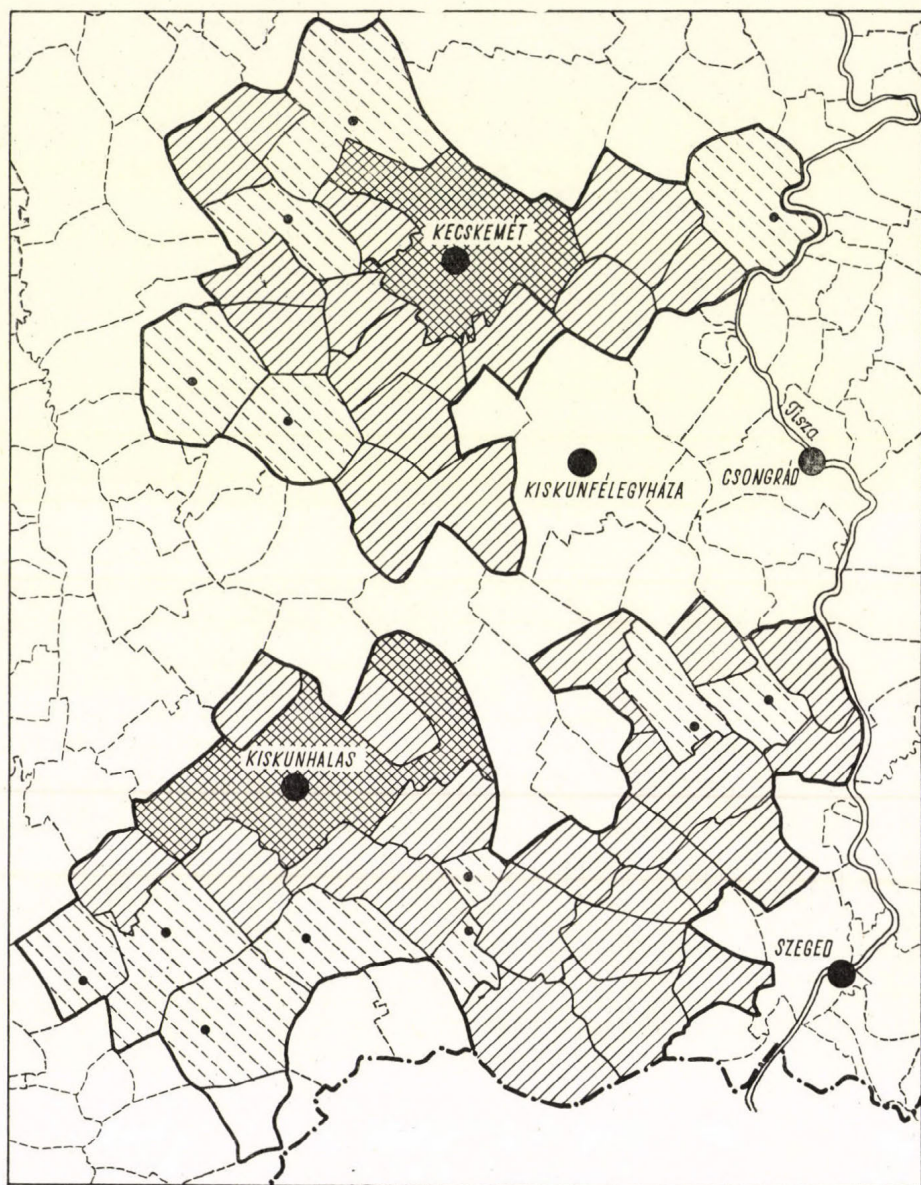 KECSKEMÉT
Tisza
KISKUNFÉLEGYHÁZA
CSONGRÁD
KISKUNHALAS
SZEGED